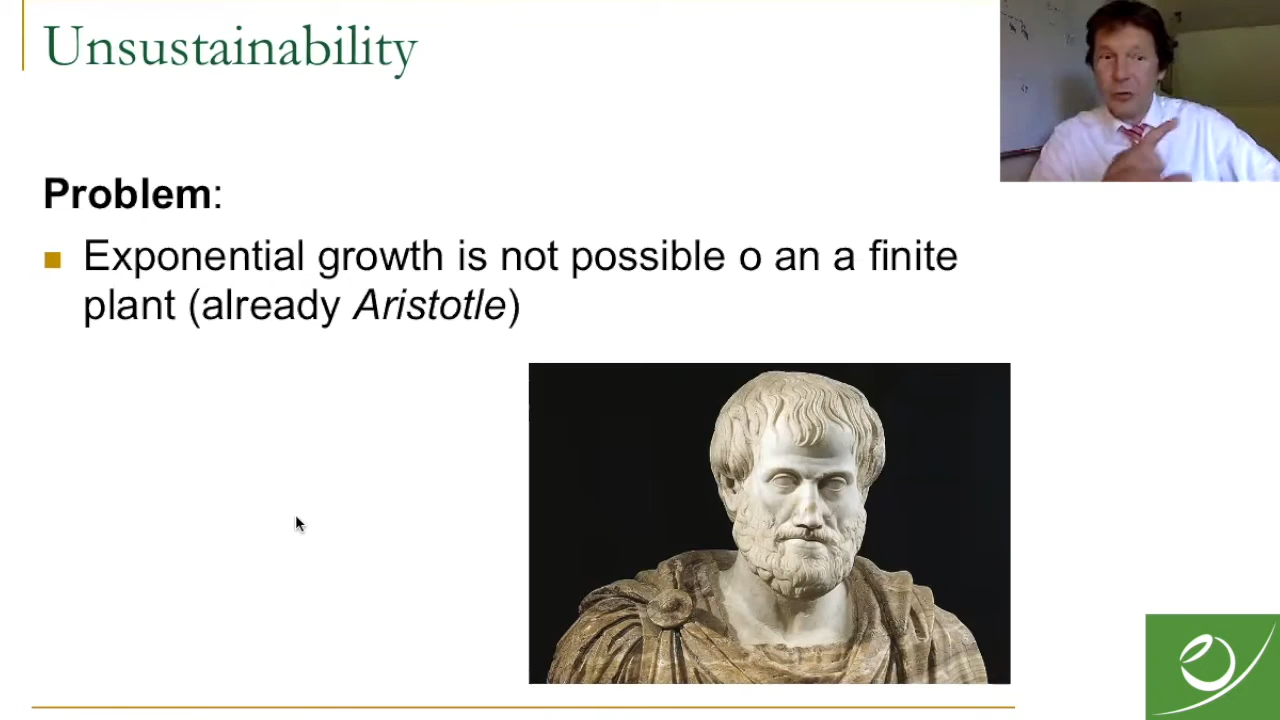 Unsustainability
Problem:
Exponential growth is not possible o an a finite
plant (already Aristotle)